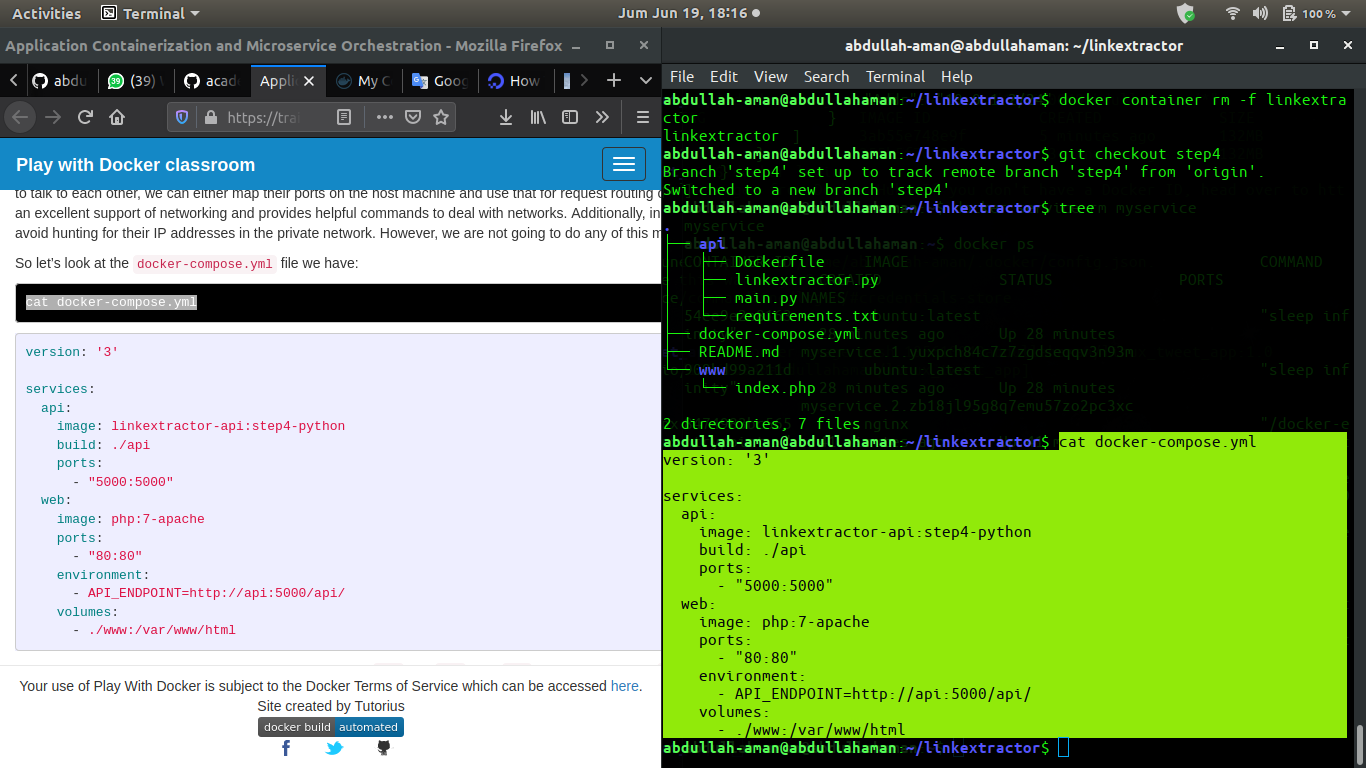 Activities
Terminal
Jum Jun 19, 18:16
100 %
Application Containerization and Microservice Orchestration - Mozilla Firefox
abdullah-aman@abdullahaman: ~/linkextractor
abdu
(39)
acad
Applic
My C
Goog
How
File Edit View Search Terminal Help
https://tra
Play with Docker classroom
to talk to each other, we can either map their ports on the host machine and use that for request routing
an excellent support of networking and provides helpful commands to deal with networks. Additionally, in
avoid hunting for their IP addresses in the private network. However, we are not going to do any of this m
So let's look at the docker-compose.yml file we have:
cat docker-compose.yml
version: '3'
services:
api:
image: linkextractor-api:step4-python
build: ./api
ports:
- "5000:5000"
web:
image: php:7-apache
ports:
- "80:80"
environment:
- API_ENDPOINT=http://api:5000/api/
volumes:
- ./www:/var/www/html
Your use of Play With Docker is subject to the Docker Terms of Service which can be accessed here.
Site created by Tutorius
docker build automated
abdullah-aman@abdullahaman:~/linkextractor$ docker container rm -f linkextra
ctor
linkextractor
abdullah-aman@abdullahaman:~/linkextractor$ git checkout step4
Branch 'step4' set up to track remote branch 'step4' from 'origin'.
Switched to a new branch 'step4'
abdullah-aman@abdullahaman:~/linkextractor$ tree
.
├── api
│   ├── Dockerfile
│   ├── linkextractor.py
│   ├── main.py
│   └── requirements.txt
├── docker-compose.yml
├── README.md
└── www
    └── index.php
2 directories, 7 files
abdullah-aman@abdullahaman:~/linkextractor$ cat docker-compose.yml
version: '3'
services:
api:
image: linkextractor-api:step4-python
build: ./api
ports:
- "5000:5000"
web:
image: php:7-apache
ports:
- "80:80"
environment:
- API_ENDPOINT=http://api:5000/api/
volumes:
- ./www:/var/www/html
abdullah-aman@abdullahaman:~/linkextractor$